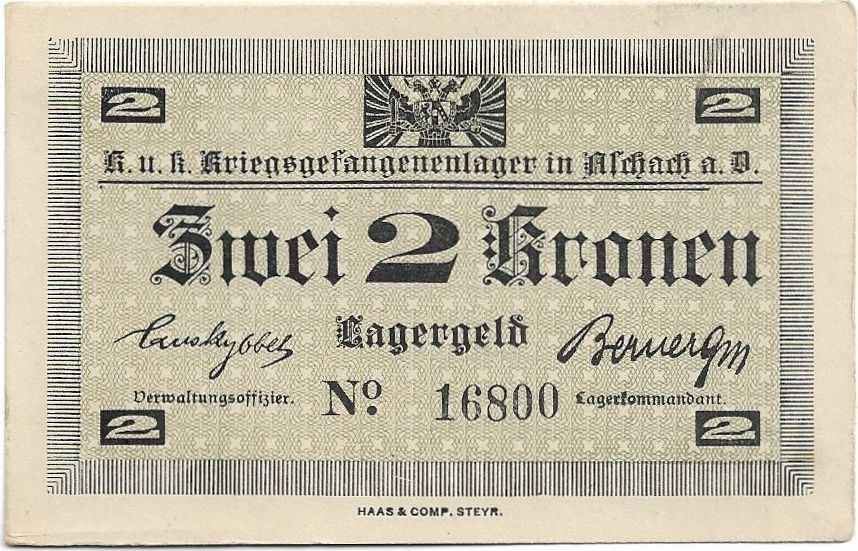 2 2
K. u. k. Kriegsgefangenenlager in Aschach a. D.
Zwei 2 Kronen
Lagergeld
Verwaltungsoffizier. Nº 16800 Lagerkommandant.
2 2
HAAS & COMP. STEYR.